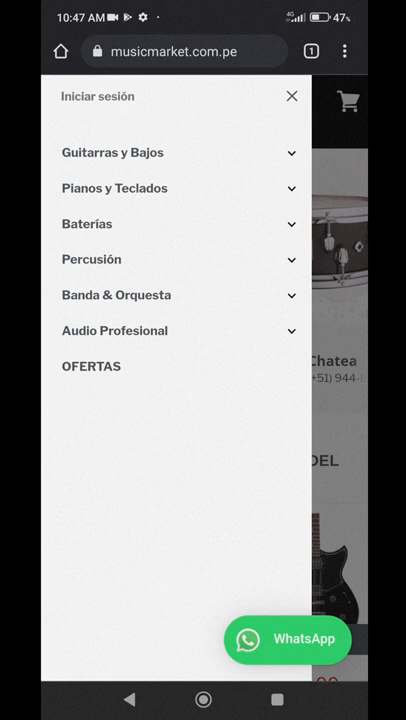 10:47 AM
4G
47%
musicmarket.com.pe
1
Iniciar sesión
Guitarras y Bajos
Pianos y Teclados
Baterías
Percusión
Banda & Orquesta
Audio Profesional
Chatea
OFERTAS
+51) 944-
DEL
WhatsApp